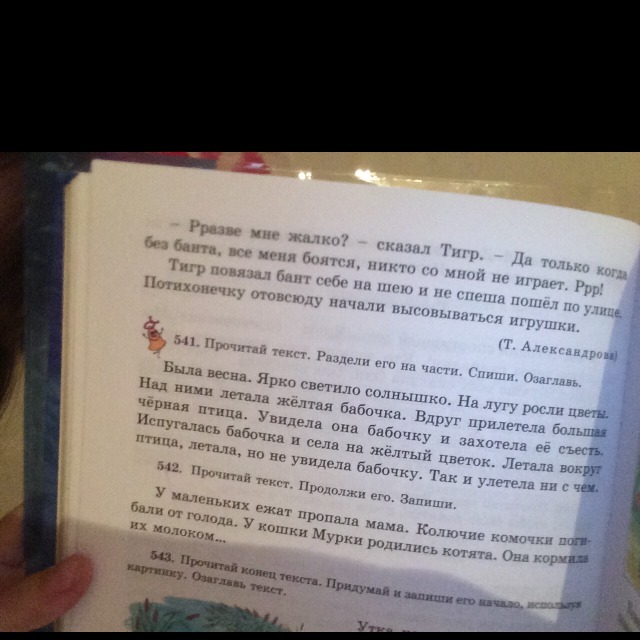 – Рразве мне жалко? – сказал Тигр. – Да только когда
без банта, все меня боятся, никто со мной не играет. Ррр!
Тигр повязал бант себе на шею и не спеша пошёл по улице.
Потихонечку отовсюду начали высовываться игрушки.
(Т. Александрова)
541. Прочитай текст. Раздели его на части. Спиши. Озаглавь.
Была весна. Ярко светило солнышко. На лугу росли цветы.
Над ними летала жёлтая бабочка. Вдруг прилетела большая
чёрная птица. Увидела она бабочку и захотела её съесть.
Испугалась бабочка и села на жёлтый цветок. Летала вокруг
птица, летала, но не увидела бабочку. Так и улетела ни с чем.
542. Прочитай текст. Продолжи его. Запиши.
У маленьких ежат пропала мама. Колючие комочки поги-
бали от голода. У кошки Мурки родились котята. Она кормила
их молоком...
543. Прочитай конец текста. Придумай и запиши его начало, используя
картинку. Озаглавь текст.
Утка